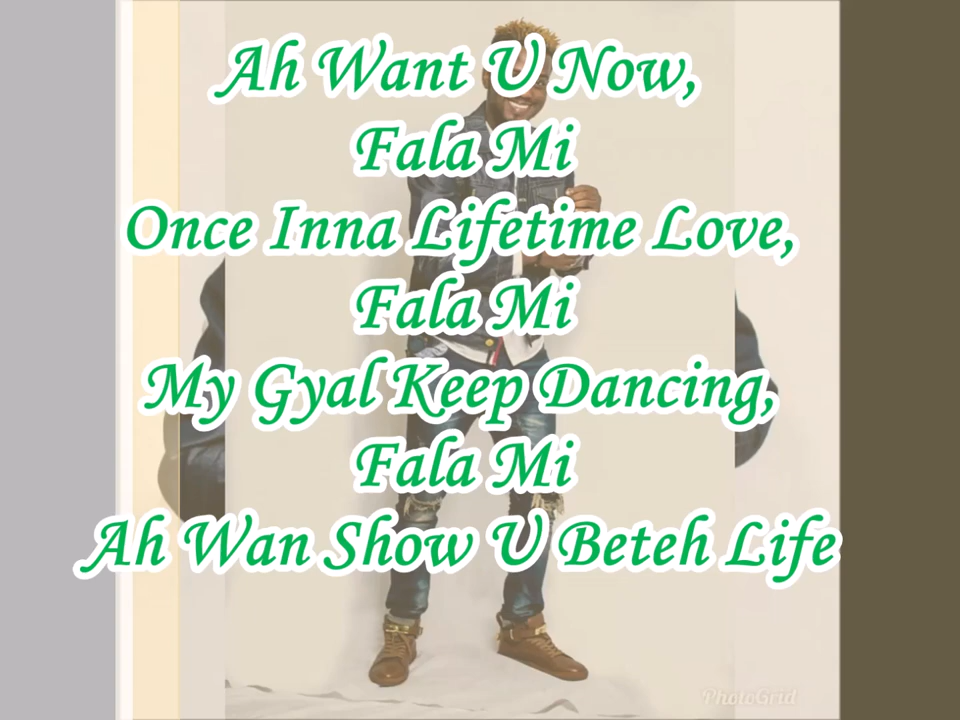 Ah Want U Now,
Fala Mi
Once Inna Lifetime Love,
Fala Mi
My Gyal Keep Dancing,
Fala Mi
Ah Wan Show U Beteh Life
PhotoGrid